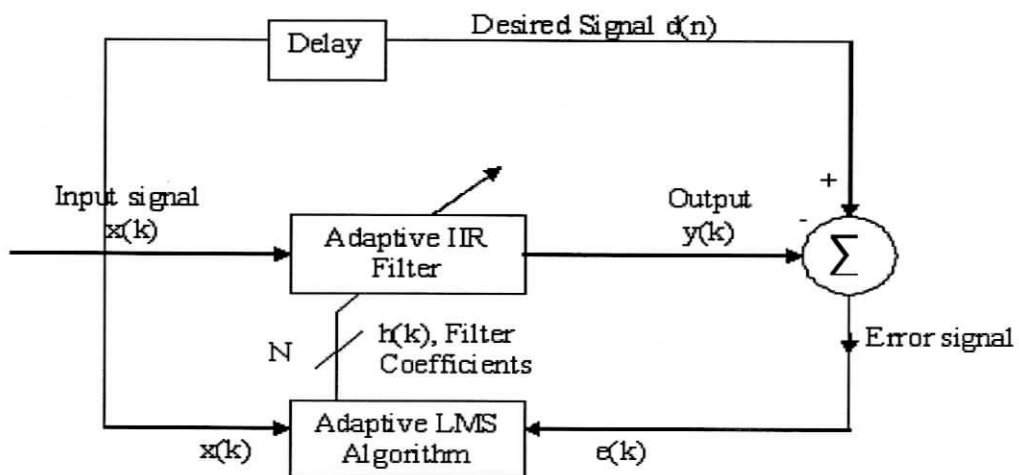 Desired Signal d(n)
Delay
+
Input signal
x(k)
Output
y(k)
-
Adaptive IIR
Filter
Σ
h(k), Filter
Coefficients
N
Error signal
Adaptive LMS
Algorithm
x(k)
e(k)